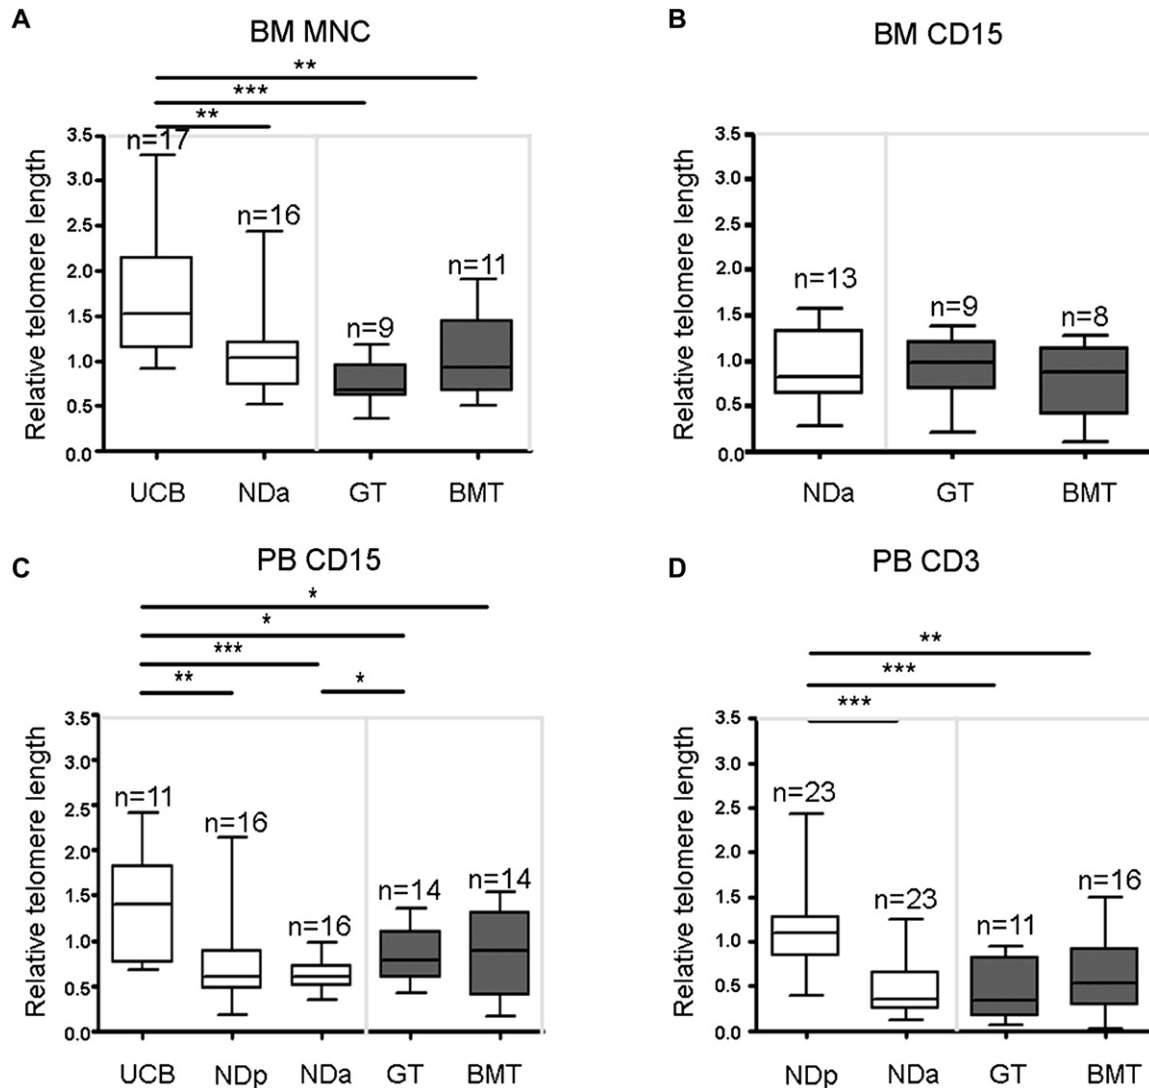 A
BM MNC
**
***
**
Relative telomere length
3.5
3.0
2.5
2.0
1.5
1.0
0.5
0.0
n=17
n=16
n=9
n=11
UCB NDa GT BMT
B
BM CD15
Relative telomere length
3.5
3.0
2.5
2.0
1.5
1.0
0.5
0.0
n=13
n=9
n=8
NDa GT BMT
C
PB CD15
*
*
***
**
*
Relative telomere length
3.5
3.0
2.5
2.0
1.5
1.0
0.5
0.0
n=11
n=16
n=16
n=14
n=14
UCB NDp NDa GT BMT
D
PB CD3
**
***
***
Relative telomere length
3.5
3.0
2.5
2.0
1.5
1.0
0.5
0.0
n=23
n=23
n=11
n=16
NDp NDa GT BMT